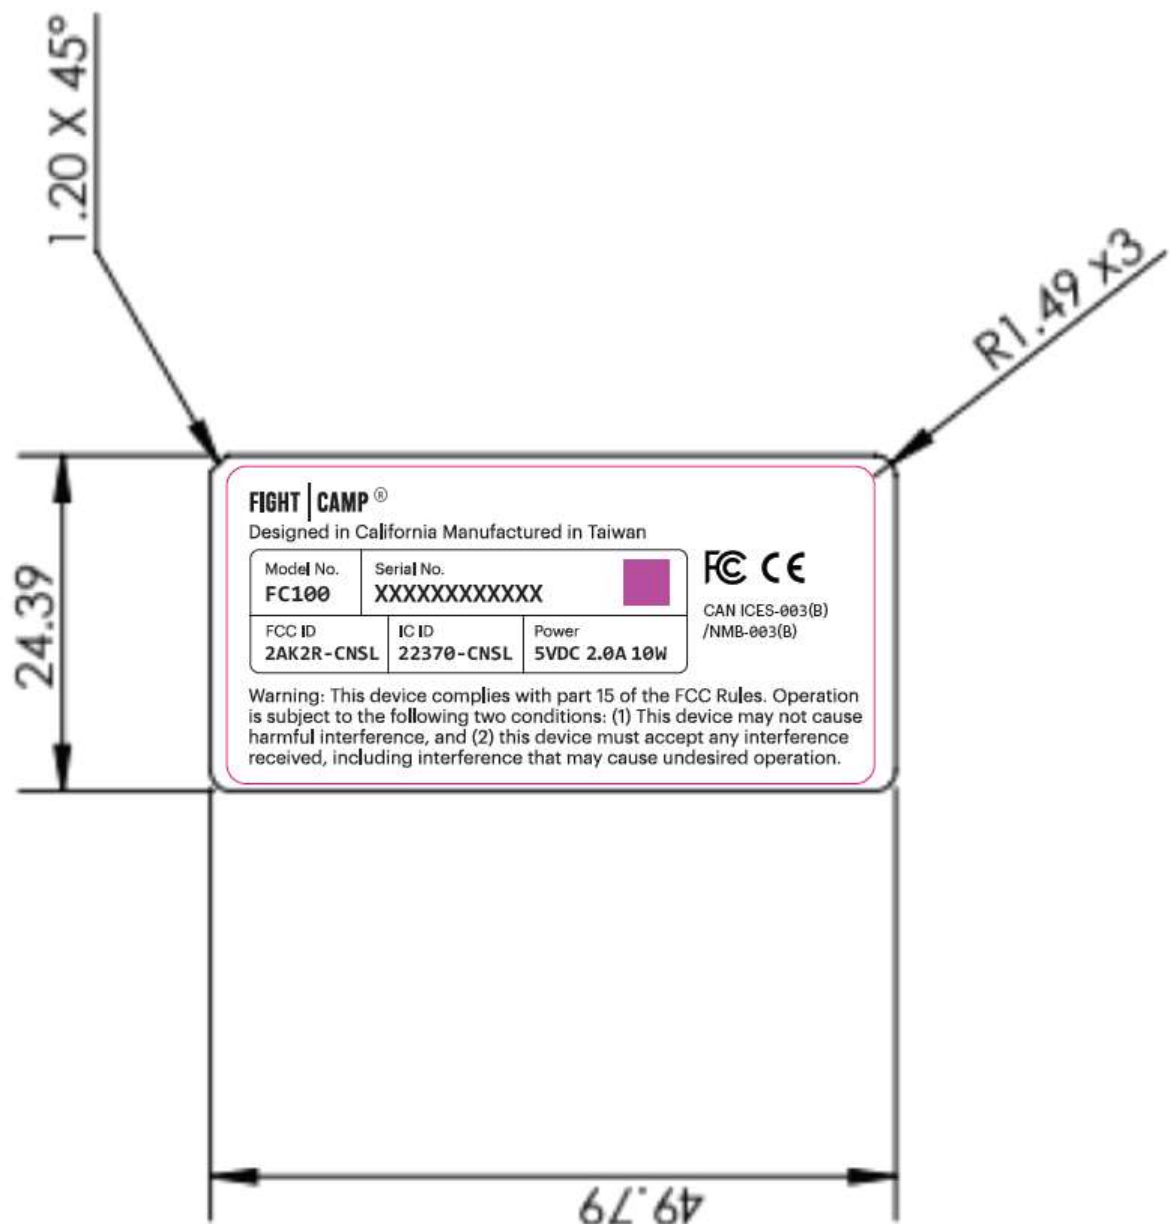 1.20 X 45°
R1.49 x3
24.39
FIGHT | CAMP ®
Designed in California Manufactured in Taiwan
Model No.
FC100
Serial No.
XXXXXXXXXXXX
FC CE
CAN ICES-003(B)
/NMB-003(B)
FCC ID
2AK2R-CNSL
IC ID
22370-CNSL
Power
5VDC 2.0A 10W
Warning: This device complies with part 15 of the FCC Rules. Operation
is subject to the following two conditions: (1) This device may not cause
harmful interference, and (2) this device must accept any interference
received, including interference that may cause undesired operation.
49.79